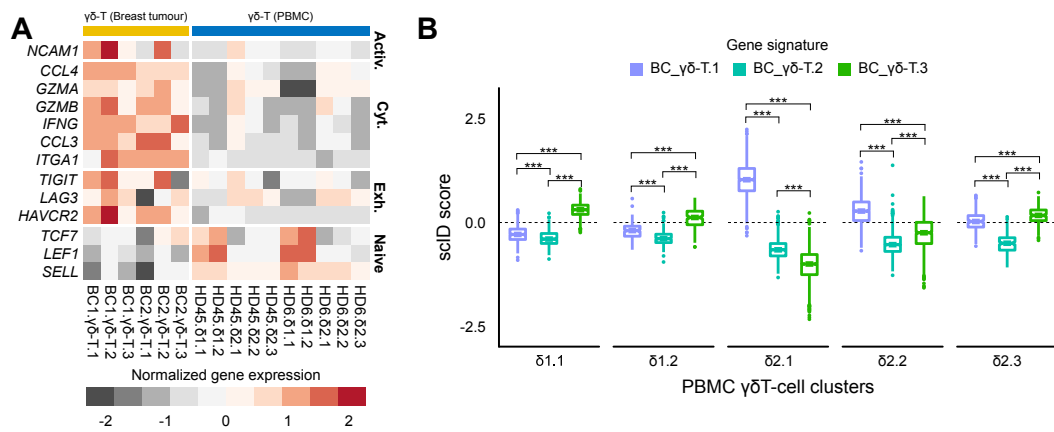 A
γδ-T (Breast tumour)
γδ-T (PBMC)
NCAM1
CCL4
GZMA
GZMB
IFNG
CCL3
ITGA1
TIGIT
LAG3
HAVCR2
TCF7
LEF1
SELL
Activ.
Cyt.
Exh.
Naive
BC1.γδ-T.1
BC1.γδ-T.2
BC1.γδ-T.3
BC2.γδ-T.1
BC2.γδ-T.2
BC2.γδ-T.3
HD45.δ1.1
HD45.δ1.2
HD45.δ2.1
HD45.δ2.2
HD45.δ2.3
HD6.δ1.1
HD6.δ1.2
HD6.δ2.1
HD6.δ2.2
HD6.δ2.3
Normalized gene expression
-2 -1 0 1 2
B
Gene signature
BC_γδ-T.1 BC_γδ-T.2 BC_γδ-T.3
scID score
2.5
0.0
-2.5
*** *** ***
*** *** ***
*** *** ***
*** *** ***
*** *** ***
δ1.1 δ1.2 δ2.1 δ2.2 δ2.3
PBMC γδT-cell clusters